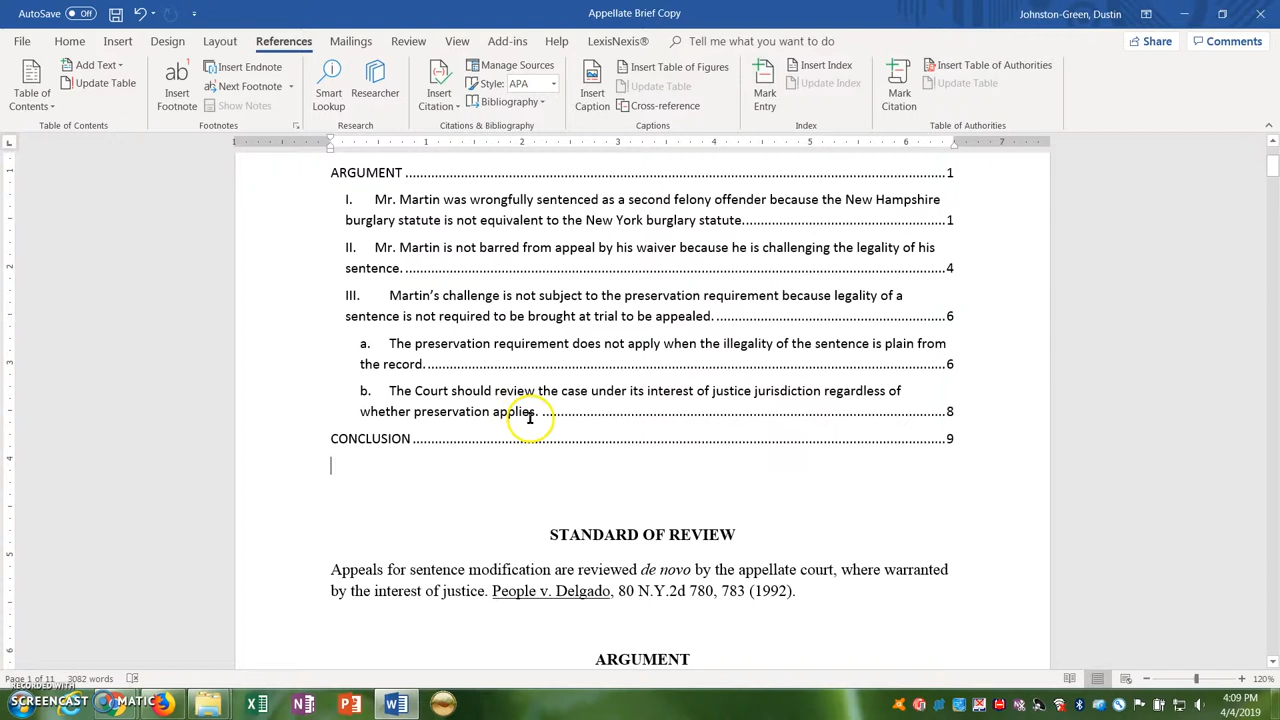 AutoSave Off Appellate Brief Copy Johnston-Green, Dustin
File Home Insert Design Layout References Mailings Review View Add-ins Help LexisNexis® Tell me what you want to do Share Comments
Table of Contents
Add Text
Update Table
Table of Contents
ab
Insert Footnote
Insert Endnote
Next Footnote
Show Notes
Footnotes
Smart Lookup
Researcher
Research
Insert Citation
Manage Sources
Style: APA
Bibliography
Citations & Bibliography
Insert Caption
Insert Table of Figures
Update Table
Cross-reference
Captions
Mark Entry
Insert Index
Update Index
Index
Mark Citation
Insert Table of Authorities
Update Table
Table of Authorities
1 1 2 3 4 5 6 7
ARGUMENT 1
I. Mr. Martin was wrongfully sentenced as a second felony offender because the New Hampshire
burglary statute is not equivalent to the New York burglary statute. 1
II. Mr. Martin is not barred from appeal by his waiver because he is challenging the legality of his
sentence. 4
III. Martin’s challenge is not subject to the preservation requirement because legality of a
sentence is not required to be brought at trial to be appealed. 6
a. The preservation requirement does not apply when the illegality of the sentence is plain from
the record. 6
b. The Court should review the case under its interest of justice jurisdiction regardless of
whether preservation applies. 8
CONCLUSION 9
STANDARD OF REVIEW
Appeals for sentence modification are reviewed de novo by the appellate court, where warranted
by the interest of justice. People v. Delgado, 80 N.Y.2d 780, 783 (1992).
ARGUMENT
Page 1 of 11 3082 words 120%
RECORDED WITH
SCREENCAST MATIC
4:09 PM
4/4/2019